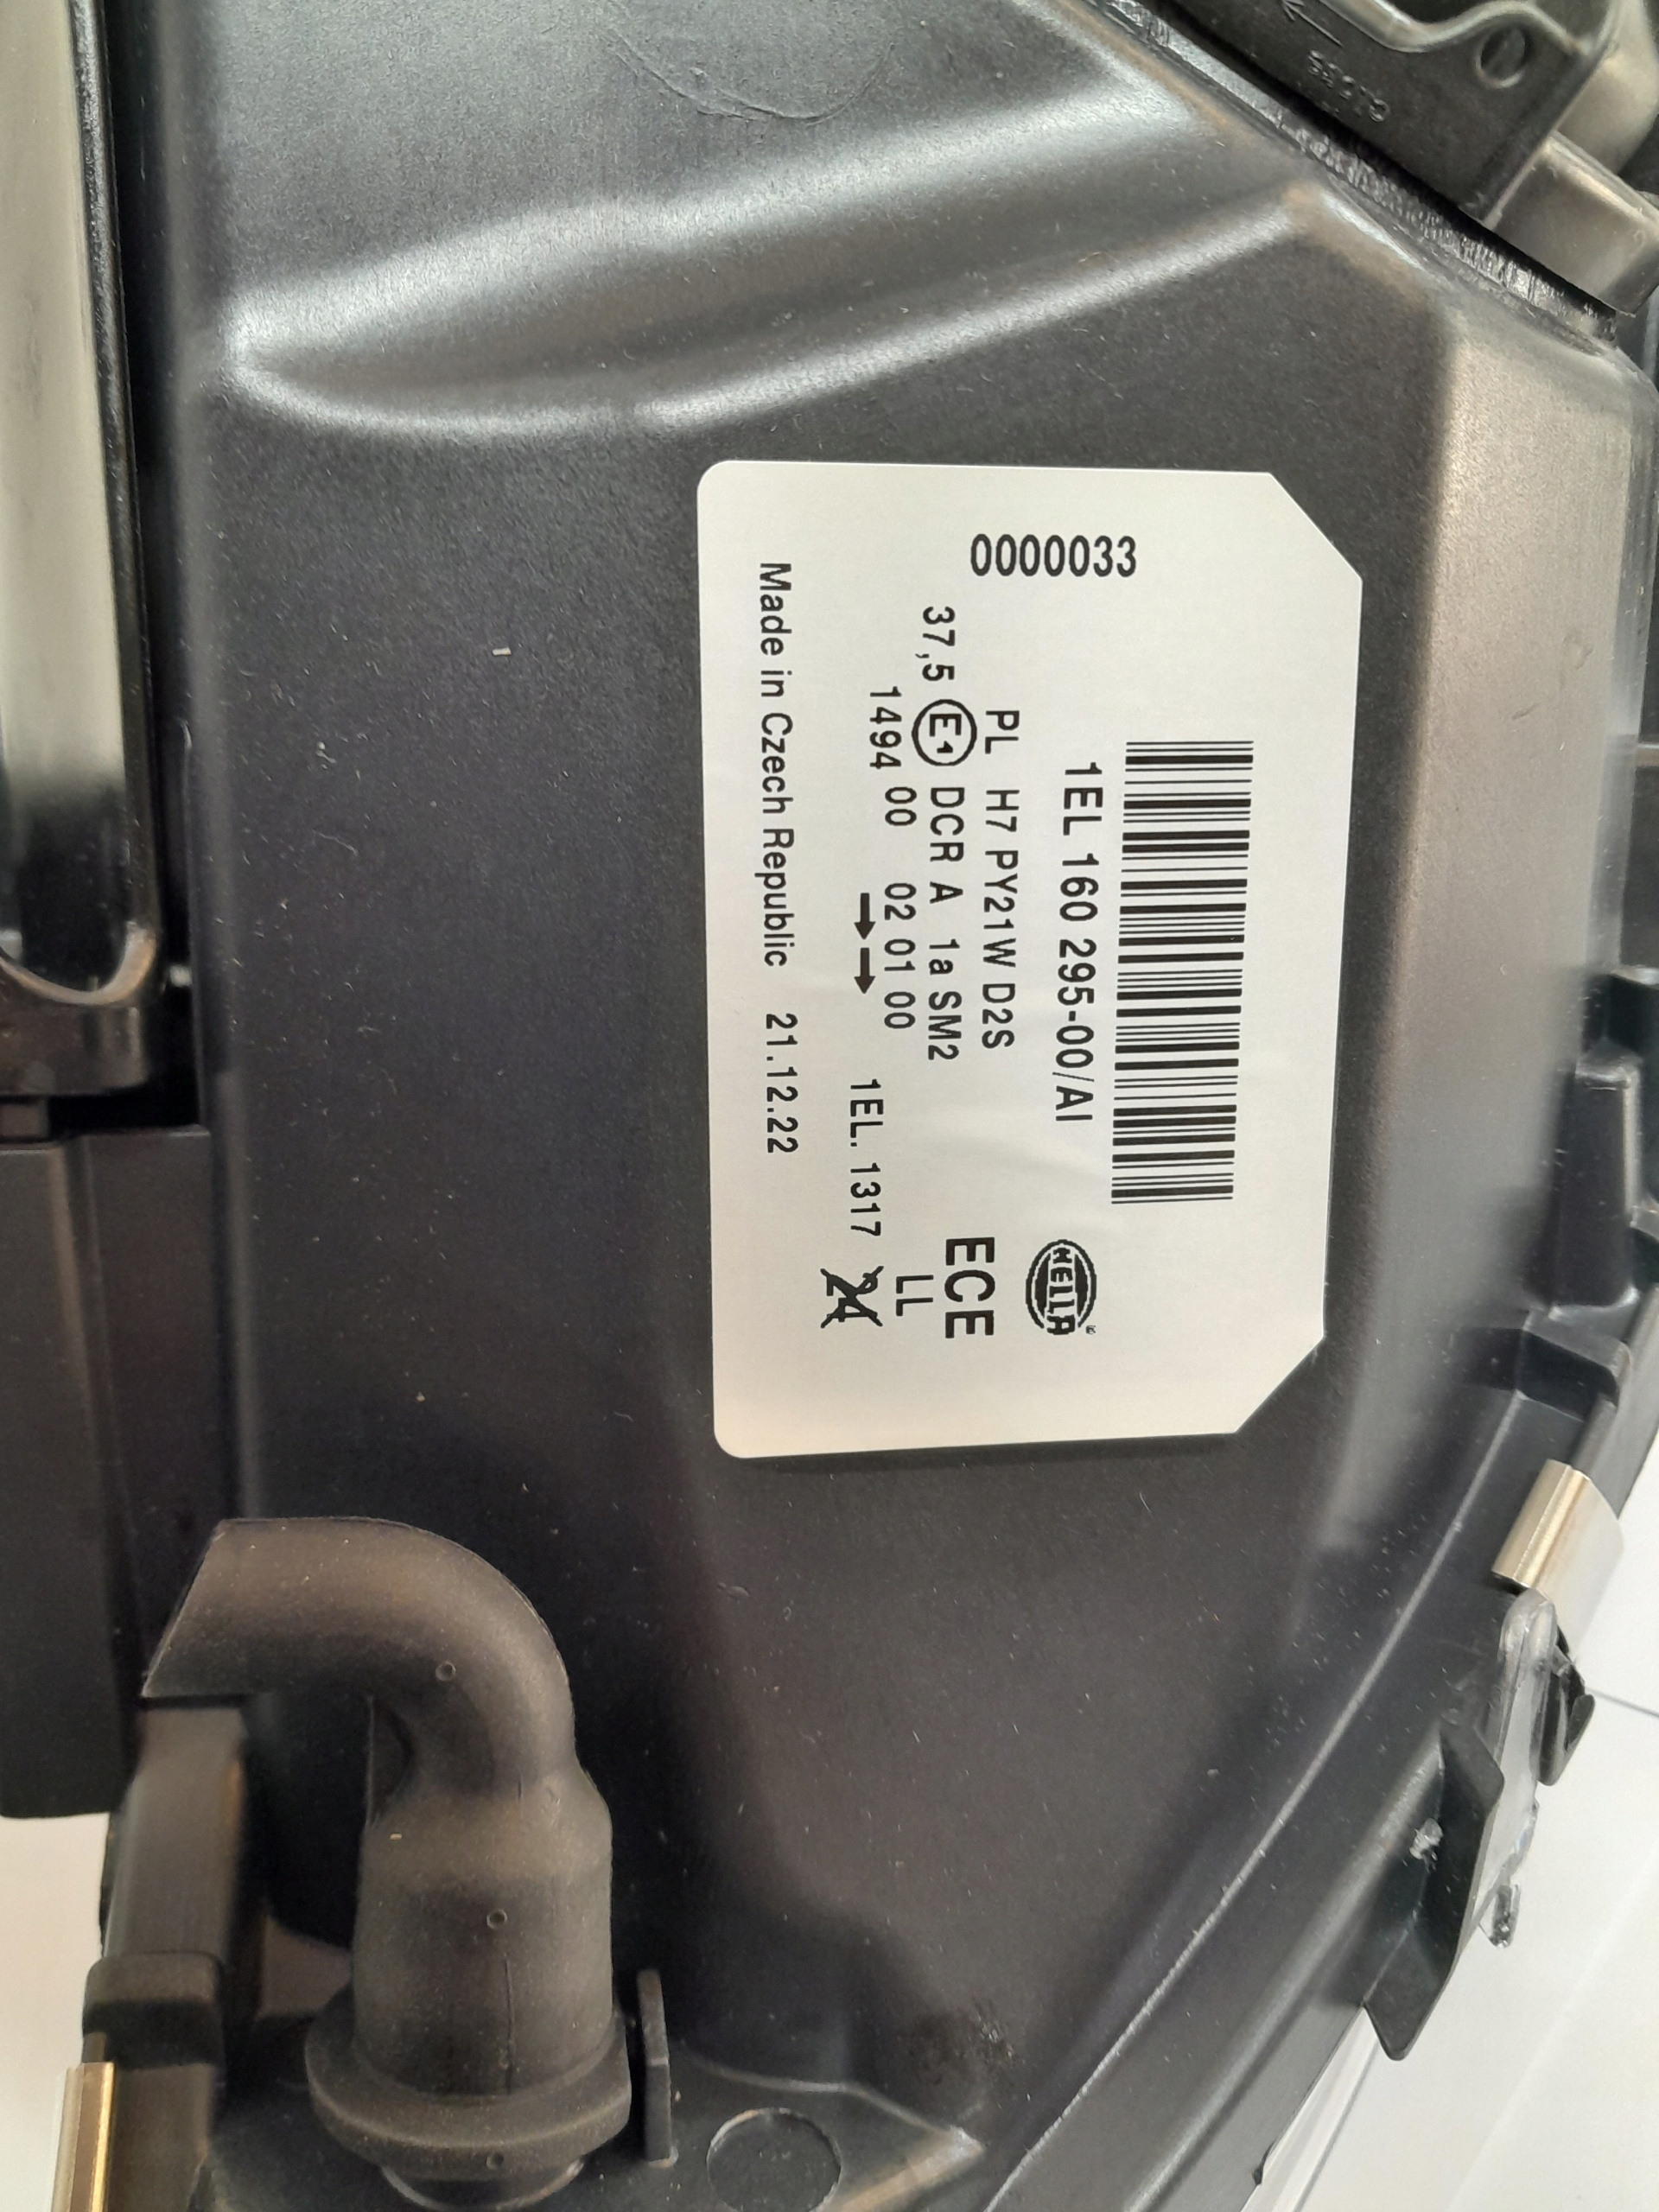 0000033
1EL 160 295-00/AI
PL H7 PY21W D2S
37,5 E1 DCR A 1a SM2
1494 00 02 01 00
→→
1EL. 1317
Made in Czech Republic 21.12.22
HELLA
ECE
LL
24